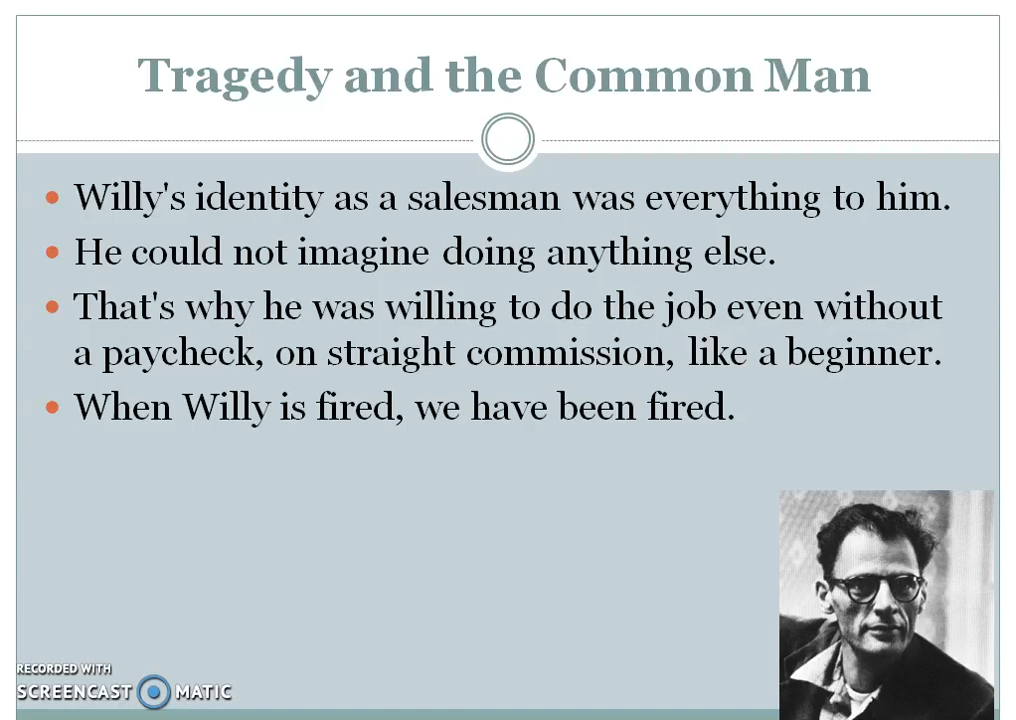 Tragedy and the Common Man
• Willy's identity as a salesman was everything to him.
• He could not imagine doing anything else.
• That's why he was willing to do the job even without
a paycheck, on straight commission, like a beginner.
• When Willy is fired, we have been fired.
RECORDED WITH
SCREENCAST MATIC